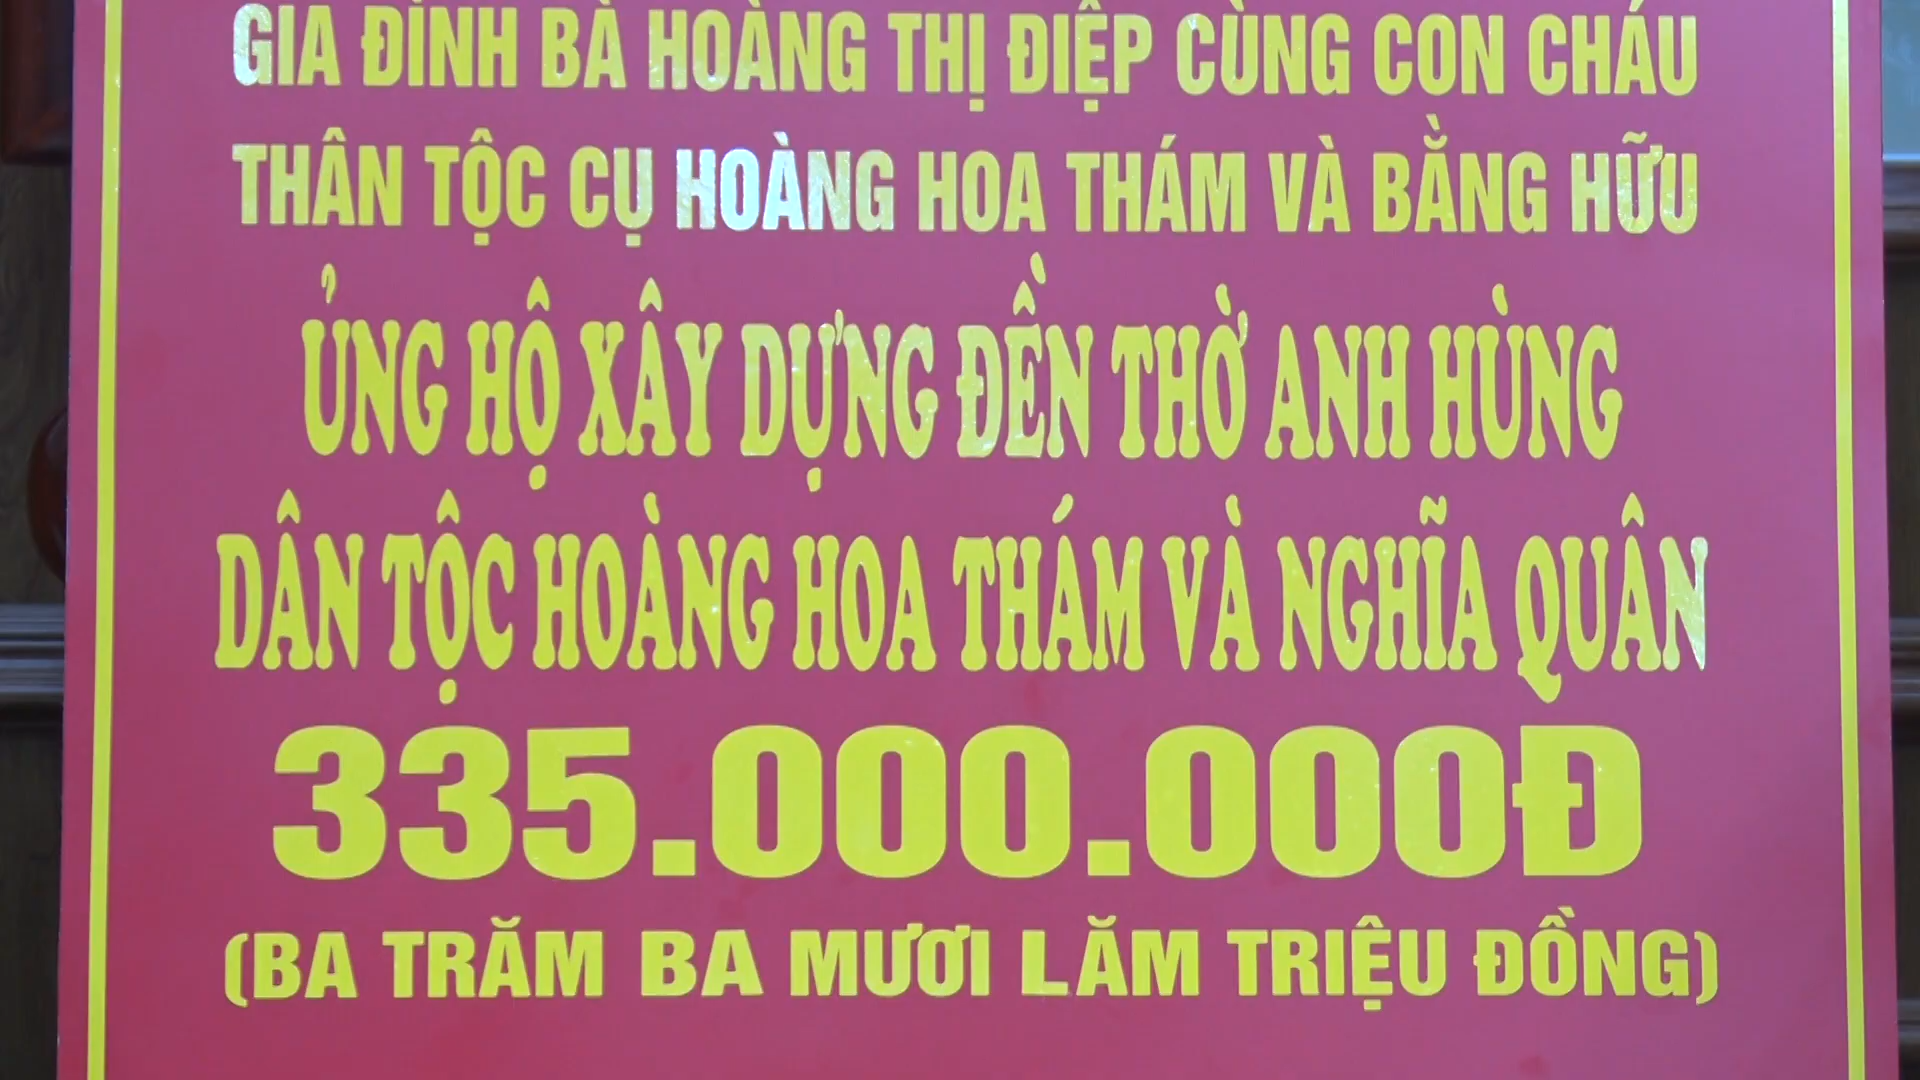 GIA ĐÌNH BÀ HOÀNG THỊ ĐIỆP CÙNG CON CHÁU
THÂN TỘC CỤ HOÀNG HOA THÁM VÀ BẰNG HỮU
ỦNG HỘ XÂY DỰNG ĐỀN THỜ ANH HÙNG
DÂN TỘC HOÀNG HOA THÁM VÀ NGHĨA QUÂN
335.000.000Đ
(BA TRĂM BA MƯƠI LĂM TRIỆU ĐỒNG)